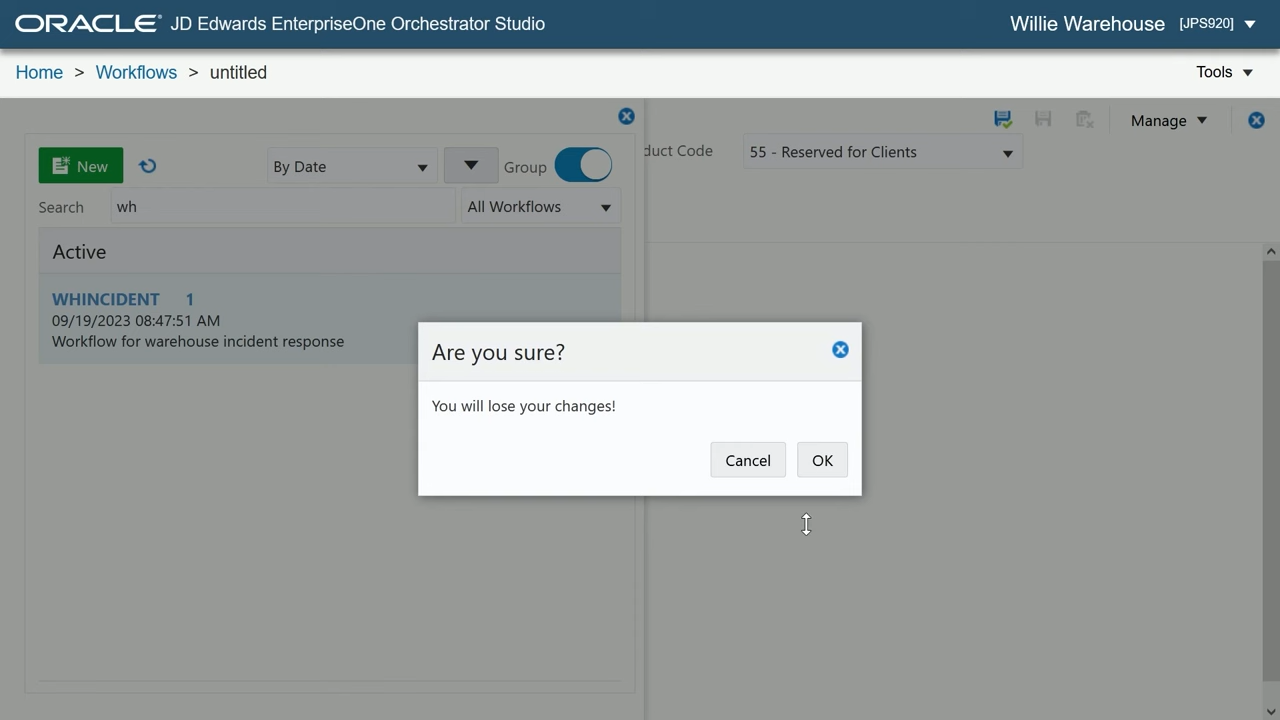 ORACLE JD Edwards EnterpriseOne Orchestrator Studio
Willie Warehouse [JPS920]
Home > Workflows > untitled
Tools
Manage
New
By Date
Group
duct Code
55 - Reserved for Clients
Search
wh
All Workflows
Active
WHINCIDENT 1
09/19/2023 08:47:51 AM
Workflow for warehouse incident response
Are you sure?
You will lose your changes!
Cancel
OK